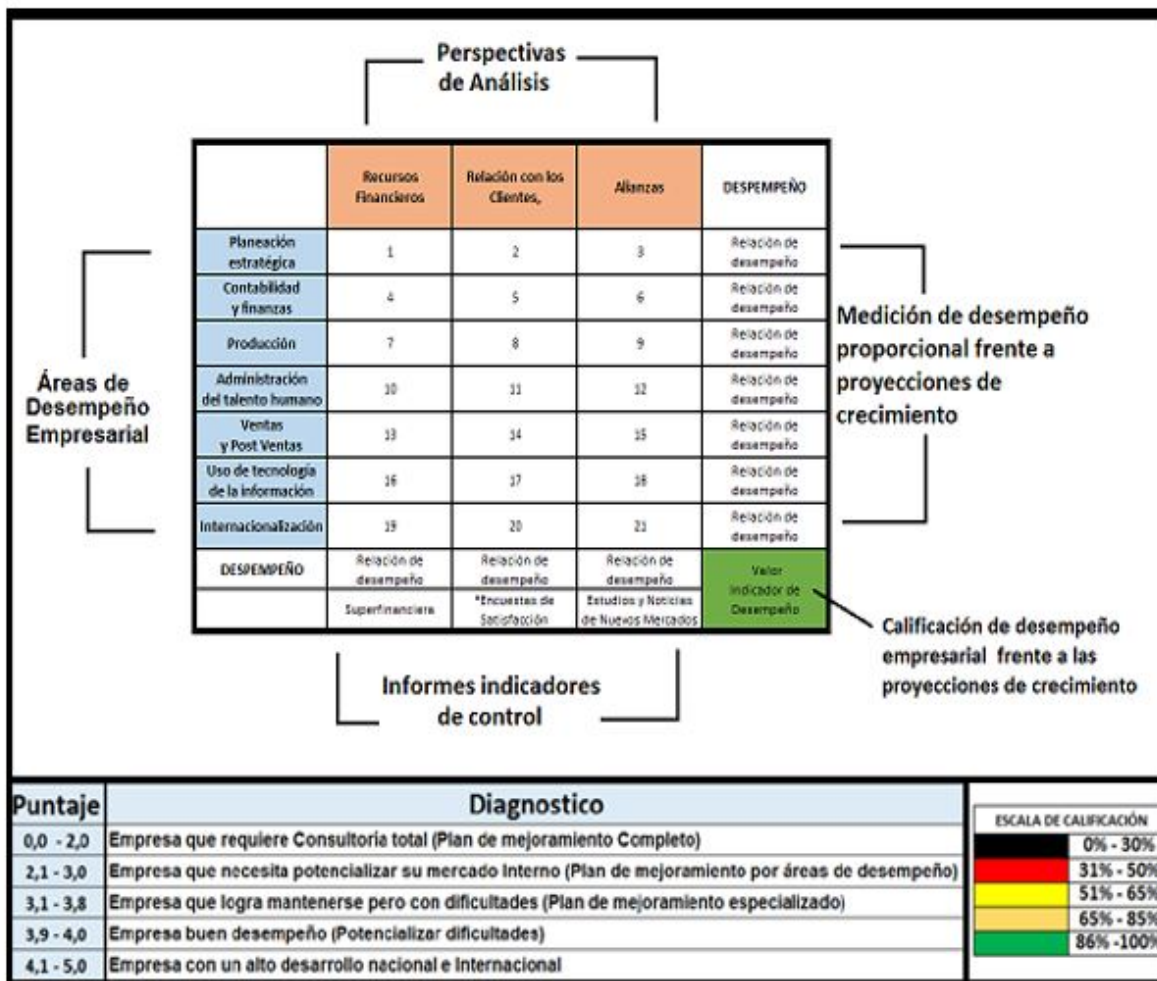 Perspectivas
de Análisis
Recursos
Financieros
Relación con los
Clientes,
Alianzas
DESPEMPEÑO
Planeación
estratégica
1
2
3
Relación de
desempeño
Contabilidad
y finanzas
4
5
6
Relación de
desempeño
Producción
7
8
9
Relación de
desempeño
Administración
del talento humano
10
11
12
Relación de
desempeño
Ventas
y Post Ventas
13
14
15
Relación de
desempeño
Uso de tecnología
de la información
16
17
18
Relación de
desempeño
Internacionalización
19
20
21
Relación de
desempeño
DESPEMPEÑO
Relación de
desempeño
Relación de
desempeño
Relación de
desempeño
Valor
Indicador de
Desempeño
Superfinanciera
*Encuestas de
Satisfacción
Estudios y Noticias
de Nuevos Mercados
Áreas de
Desempeño
Empresarial
Medición de desempeño
proporcional frente a
proyecciones de
crecimiento
Calificación de desempeño
empresarial frente a las
proyecciones de crecimiento
Informes indicadores
de control
Puntaje
Diagnostico
0,0 - 2,0 Empresa que requiere Consultoría total (Plan de mejoramiento Completo)
2,1 - 3,0 Empresa que necesita potencializar su mercado Interno (Plan de mejoramiento por áreas de desempeño)
3,1 - 3,8 Empresa que logra mantenerse pero con dificultades (Plan de mejoramiento especializado)
3,9 - 4,0 Empresa buen desempeño (Potencializar dificultades)
4,1 - 5,0 Empresa con un alto desarrollo nacional e Internacional
ESCALA DE CALIFICACIÓN
0% - 30%
31% - 50%
51% - 65%
65% - 85%
86% -100%